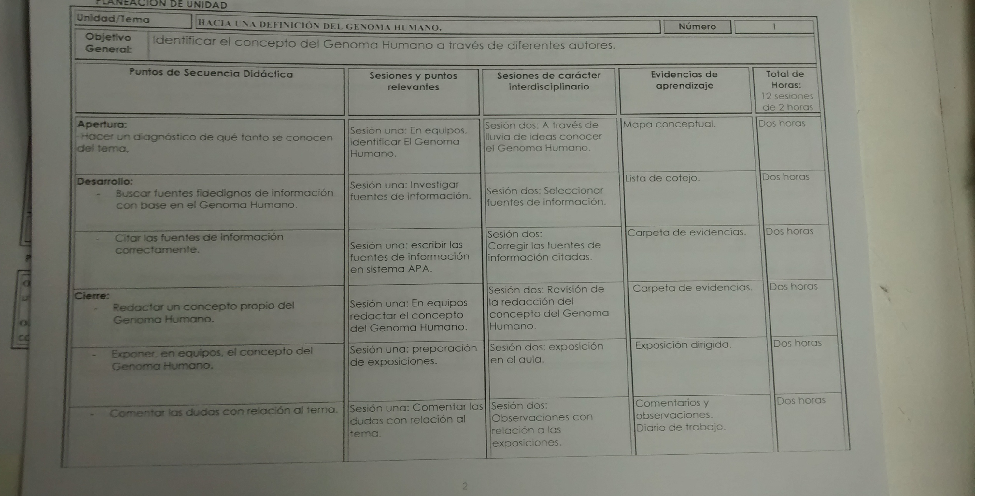 PLANEACIÓN DE UNIDAD
Unidad/Tema
HACIA UNA DEFINICIÓN DEL GENOMA HUMANO.
Número
1
Objetivo
General:
Identificar el concepto del Genoma Humano a través de diferentes autores.
Puntos de Secuencia Didáctica
Sesiones y puntos
relevantes
Sesiones de carácter
interdisciplinario
Evidencias de
aprendizaje
Total de
Horas:
12 sesiones
de 2 horas
Apertura:
-Hacer un diagnóstico de qué tanto se conocen
del tema.
Sesión una: En equipos,
identificar El Genoma
Humano.
Sesión dos: A través de
lluvia de ideas conocer
el Genoma Humano.
Mapa conceptual.
Dos horas
Desarrollo:
- Buscar fuentes fidedignas de información
con base en el Genoma Humano.
Sesión una: Investigar
fuentes de información.
Sesión dos: Seleccionar
fuentes de información.
Lista de cotejo.
Dos horas
- Citar las fuentes de información
correctamente.
Sesión una: escribir las
fuentes de información
en sistema APA.
Sesión dos:
Corregir las fuentes de
información citadas.
Carpeta de evidencias.
Dos horas
Cierre:
- Redactar un concepto propio del
Genoma Humano.
Sesión una: En equipos
redactar el concepto
del Genoma Humano.
Sesión dos: Revisión de
la redacción del
concepto del Genoma
Humano.
Carpeta de evidencias.
Dos horas
- Exponer, en equipos, el concepto del
Genoma Humano.
Sesión una: preparación
de exposiciones.
Sesión dos: exposición
en el aula.
Exposición dirigida.
Dos horas
- Comentar las dudas con relación al tema.
Sesión una: Comentar las
dudas con relación al
tema.
Sesión dos:
Observaciones con
relación a las
exposiciones.
Comentarios y
observaciones.
Diario de trabajo.
Dos horas
2